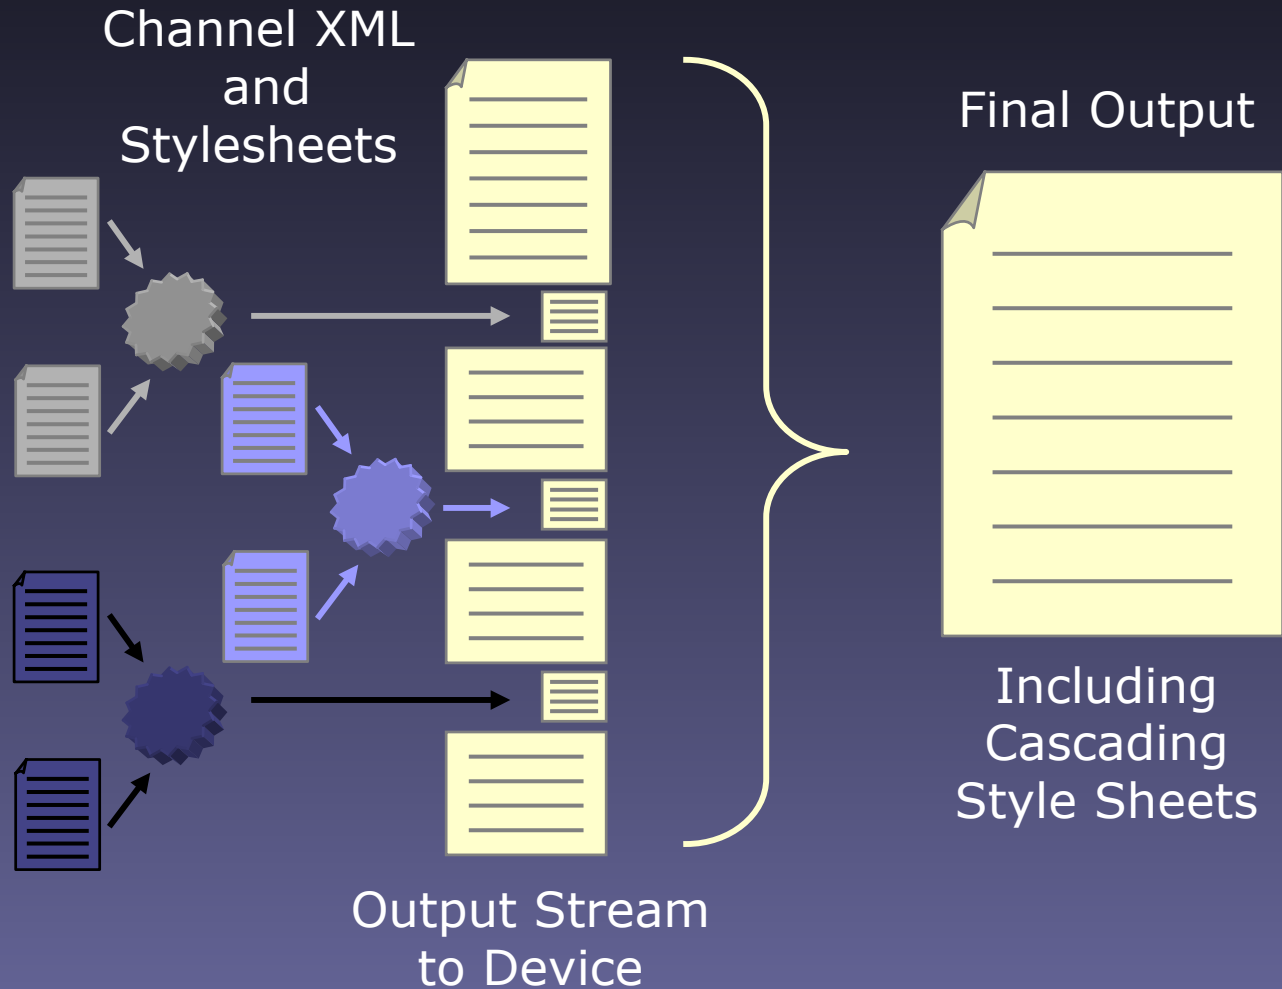 Channel XML
and
Stylesheets
Final Output
Including
Cascading
Style Sheets
Output Stream
to Device